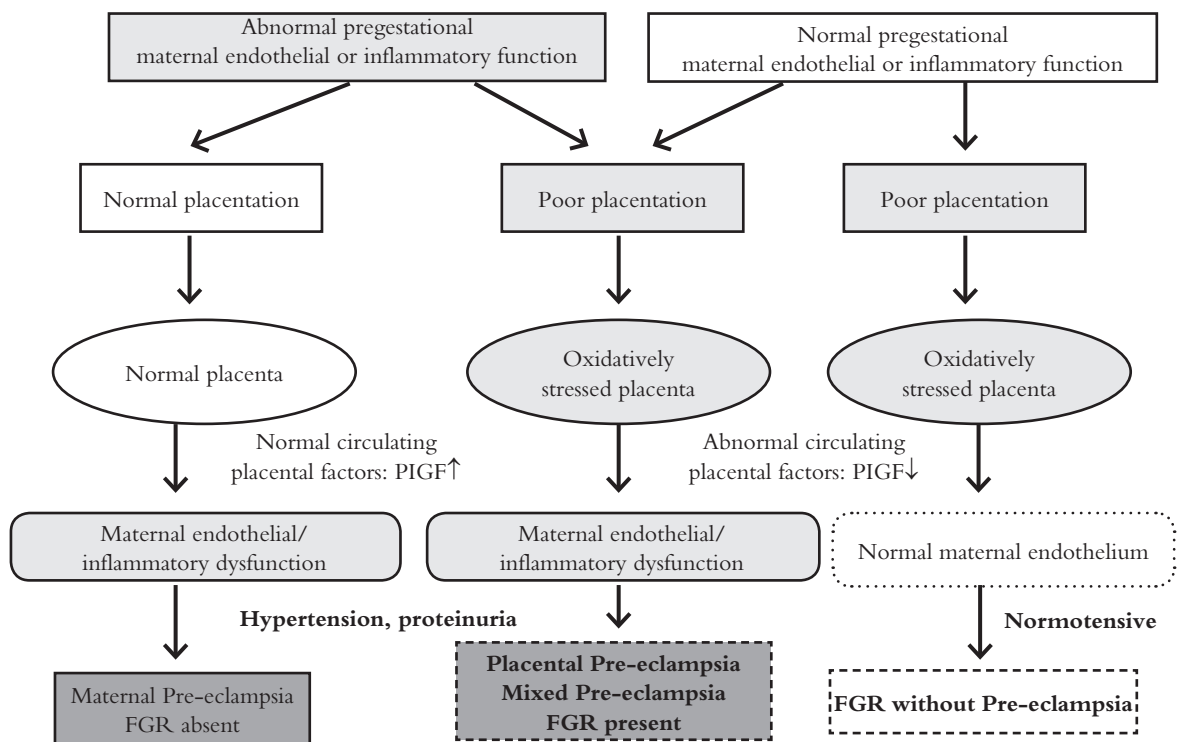 Abnormal pregestational
maternal endothelial or inflammatory function
Normal pregestational
maternal endothelial or inflammatory function
Normal placentation
Poor placentation
Poor placentation
Normal placenta
Oxidatively
stressed placenta
Oxidatively
stressed placenta
Normal circulating
placental factors: PIGF↑
Abnormal circulating
placental factors: PIGF↓
Maternal endothelial/
inflammatory dysfunction
Maternal endothelial/
inflammatory dysfunction
Normal maternal endothelium
Hypertension, proteinuria
Normotensive
Maternal Pre-eclampsia
FGR absent
Placental Pre-eclampsia
Mixed Pre-eclampsia
FGR present
FGR without Pre-eclampsia